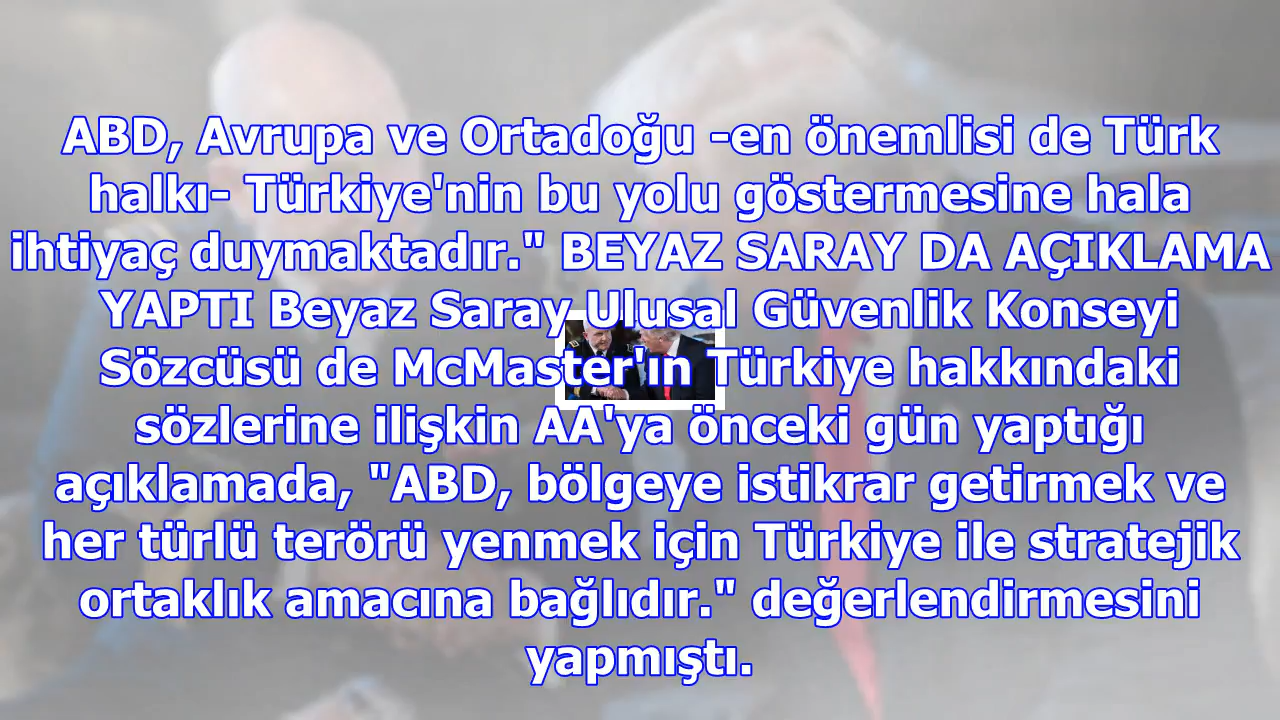 ABD, Avrupa ve Ortadoğu -en önemlisi de Türk
halkı- Türkiye'nin bu yolu göstermesine hala
ihtiyaç duymaktadır." BEYAZ SARAY DA AÇIKLAMA
YAPTI Beyaz Saray Ulusal Güvenlik Konseyi
Sözcüsü de McMaster'ın Türkiye hakkındaki
sözlerine ilişkin AA'ya önceki gün yaptığı
açıklamada, "ABD, bölgeye istikrar getirmek ve
her türlü terörü yenmek için Türkiye ile stratejik
ortaklık amacına bağlıdır." değerlendirmesini
yapmıştı.